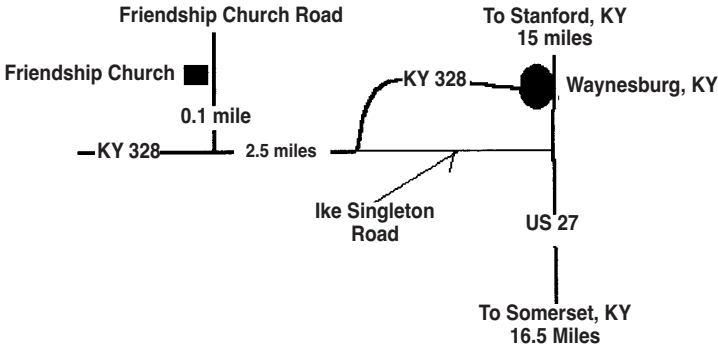 Friendship Church Road
To Stanford, KY
15 miles
Friendship Church
KY 328
Waynesburg, KY
0.1 mile
KY 328
2.5 miles
Ike Singleton
Road
US 27
To Somerset, KY
16.5 Miles